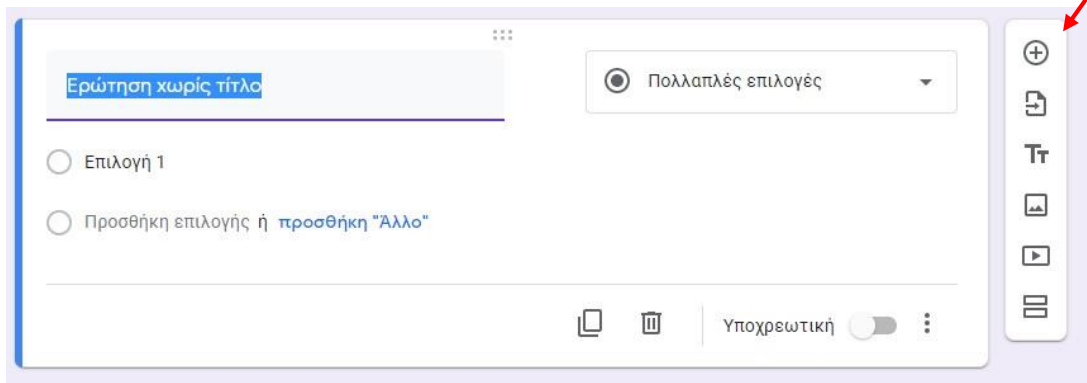 Ερώτηση χωρίς τίτλο
Πολλαπλές επιλογές
Επιλογή 1
Προσθήκη επιλογής ή προσθήκη "Άλλο"
Υποχρεωτική